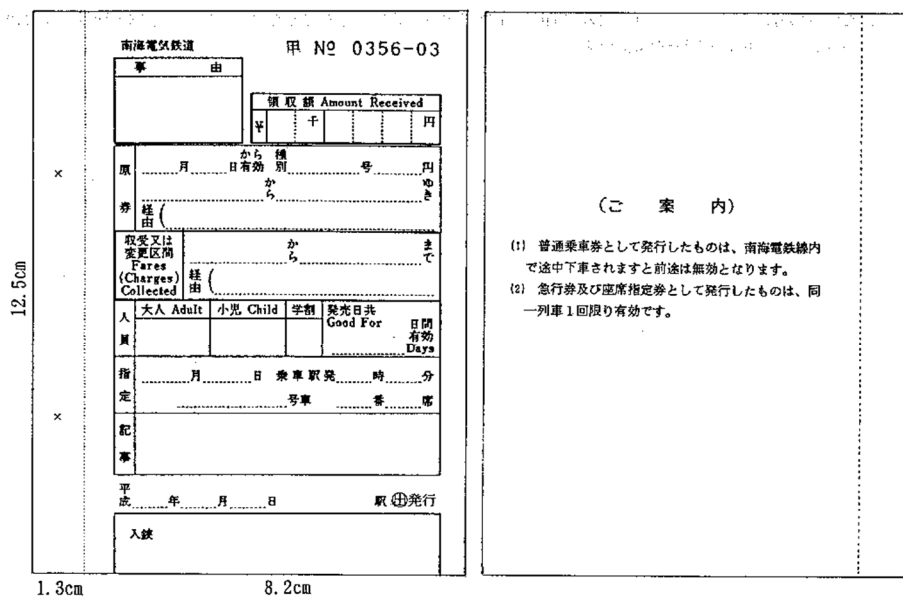 南海電気鉄道
甲 № 0356-03
事 由
領収額 Amount Received
¥ 千 円
原券
月 日から有効 種別 号 円
から ゆき
経由(
収受又は
変更区間
Fares
(Charges)
Collected
から まで
経由(
人員
大人 Adult 小児 Child 学割 発売日共
Good For 日間
有効
Days
指定
月 日 乗車駅発 時 分
号車 番 席
記事
平成 年 月 日 駅 発行
入鋏
12.5cm
1.3cm 8.2cm
(ご 案 内)
(1) 普通乗車券として発行したものは、南海電鉄線内
で途中下車されますと前途は無効となります。
(2) 急行券及び座席指定券として発行したものは、同
一列車1回限り有効です。